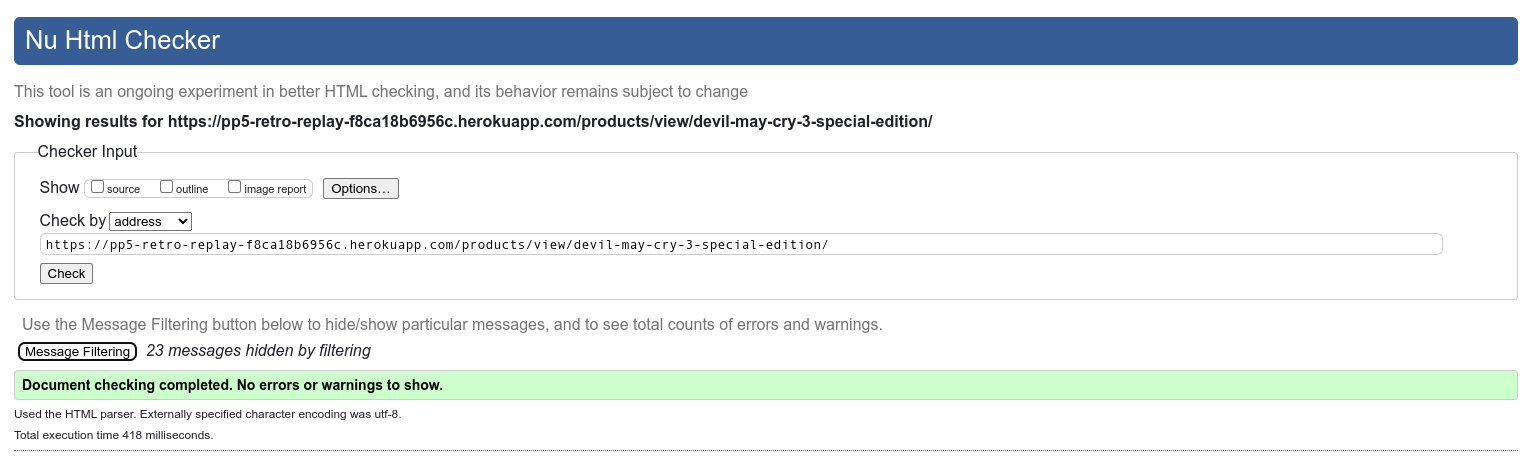 Nu Html Checker
This tool is an ongoing experiment in better HTML checking, and its behavior remains subject to change
Showing results for https://pp5-retro-replay-f8ca18b6956c.herokuapp.com/products/view/devil-may-cry-3-special-edition/
Checker Input
Show source outline image report Options…
Check by address
https://pp5-retro-replay-f8ca18b6956c.herokuapp.com/products/view/devil-may-cry-3-special-edition/
Check
Use the Message Filtering button below to hide/show particular messages, and to see total counts of errors and warnings.
Message Filtering 23 messages hidden by filtering
Document checking completed. No errors or warnings to show.
Used the HTML parser. Externally specified character encoding was utf-8.
Total execution time 418 milliseconds.